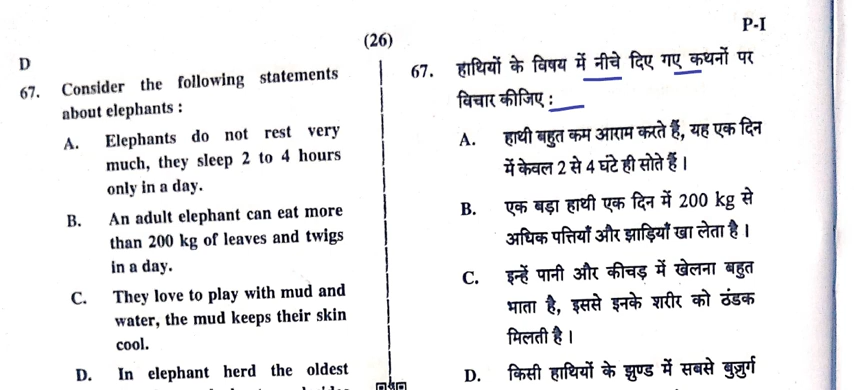 P-I
(26)
D
67. Consider the following statements
about elephants :
A. Elephants do not rest very
much, they sleep 2 to 4 hours
only in a day.
B. An adult elephant can eat more
than 200 kg of leaves and twigs
in a day.
C. They love to play with mud and
water, the mud keeps their skin
cool.
D. In elephant herd the oldest
67. हाथियों के विषय में नीचे दिए गए कथनों पर
विचार कीजिए :
A. हाथी बहुत कम आराम करते हैं, यह एक दिन
में केवल 2 से 4 घंटे ही सोते हैं ।
B. एक बड़ा हाथी एक दिन में 200 kg से
अधिक पत्तियाँ और झाड़ियाँ खा लेता है ।
C. इन्हें पानी और कीचड़ में खेलना बहुत
भाता है, इससे इनके शरीर को ठंडक
मिलती है ।
D. किसी हाथियों के झुण्ड में सबसे बुज़ुर्ग